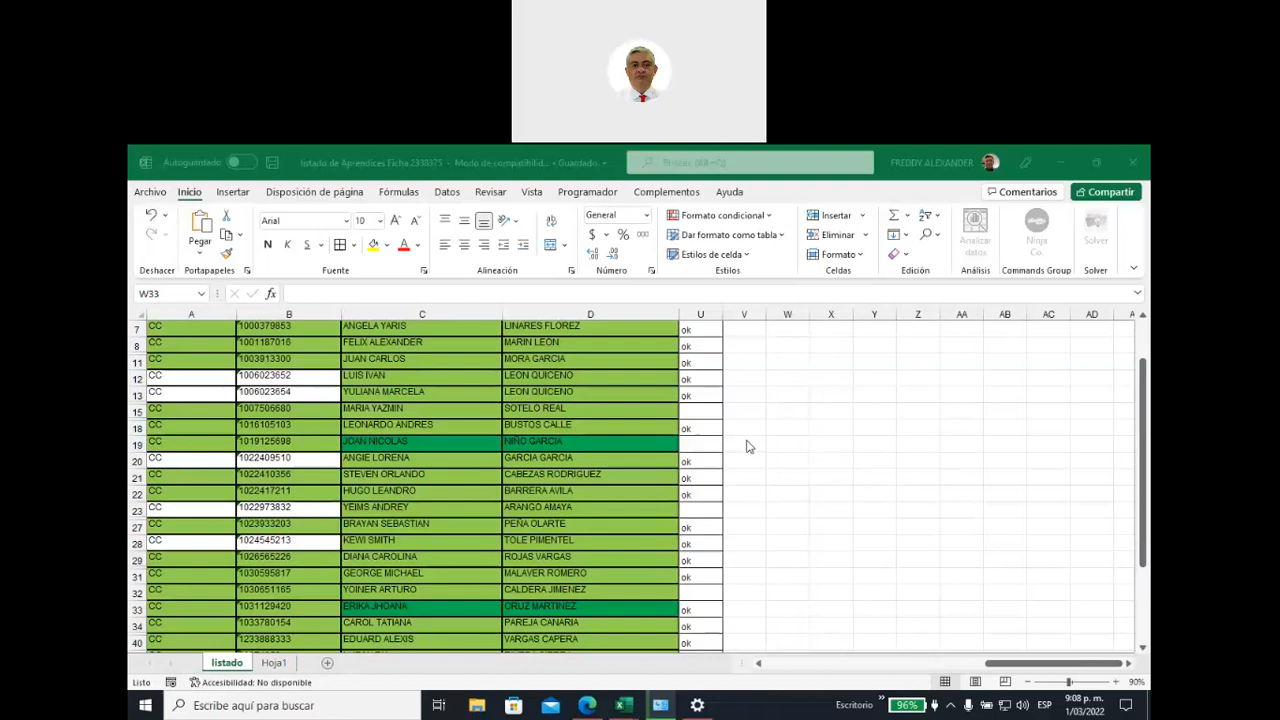 Autoguardado
listado de Aprendices Ficha 2338325 - Modo de compatibilid... • Guardado
Buscar (Alt+Q)
FREDDY ALEXANDER
Archivo Inicio Insertar Disposición de página Fórmulas Datos Revisar Vista Programador Complementos Ayuda Comentarios Compartir
Pegar Arial 10 General Formato condicional Insertar Analizar datos Ninja Co. Solver
N K S $ % 000 Dar formato como tabla Eliminar
Estilos de celda Formato
Deshacer Portapapeles Fuente Alineación Número Estilos Celdas Edición Análisis Commands Group Solver
W33 fx
A B C D U V W X Y Z AA AB AC AD
7 CC 1000379853 ANGELA YARIS LINARES FLOREZ ok
8 CC 1001187016 FELIX ALEXANDER MARIN LEON ok
11 CC 1003913300 JUAN CARLOS MORA GARCIA ok
12 CC 1006023652 LUIS IVAN LEON QUICENO ok
13 CC 1006023654 YULIANA MARCELA LEON QUICENO ok
15 CC 1007506680 MARIA YAZMIN SOTELO REAL
18 CC 1016105103 LEONARDO ANDRES BUSTOS CALLE ok
19 CC 1019125698 JOAN NICOLAS NIÑO GARCIA
20 CC 1022409510 ANGIE LORENA GARCIA GARCIA ok
21 CC 1022410356 STEVEN ORLANDO CABEZAS RODRIGUEZ ok
22 CC 1022417211 HUGO LEANDRO BARRERA AVILA ok
23 CC 1022973832 YEIMS ANDREY ARANGO AMAYA
27 CC 1023933203 BRAYAN SEBASTIAN PEÑA OLARTE ok
28 CC 1024545213 KEWI SMITH TOLE PIMENTEL ok
29 CC 1026565226 DIANA CAROLINA ROJAS VARGAS ok
31 CC 1030595817 GEORGE MICHAEL MALAVER ROMERO ok
32 CC 1030651165 YOINER ARTURO CALDERA JIMENEZ
33 CC 1031129420 ERIKA JHOANA CRUZ MARTINEZ ok
34 CC 1033780154 CAROL TATIANA PAREJA CANARIA ok
40 CC 1233888333 EDUARD ALEXIS VARGAS CAPERA ok
listado Hoja1
Listo Accesibilidad: No disponible 90%
Escribe aquí para buscar Escritorio 96% ESP 9:08 p. m.
1/03/2022